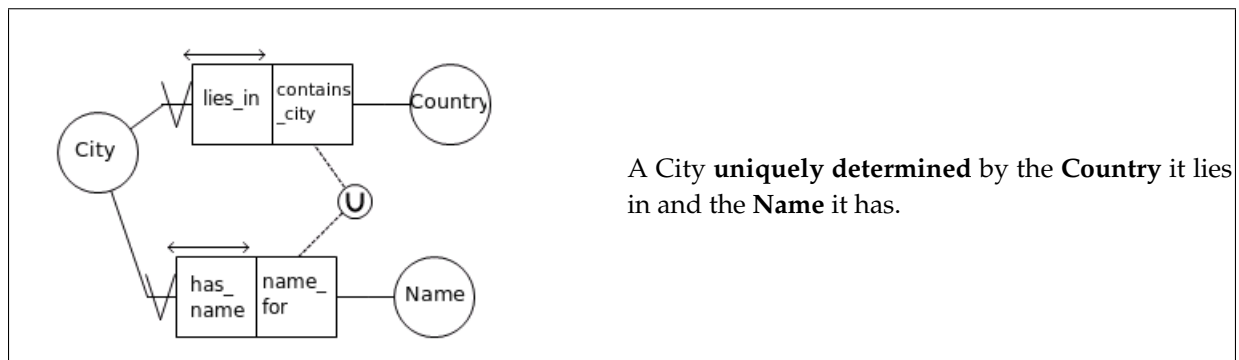 lies_in
contains
_city
Country
City
U
A City uniquely determined by the Country it lies
in and the Name it has.
has_
name
name_
for
Name